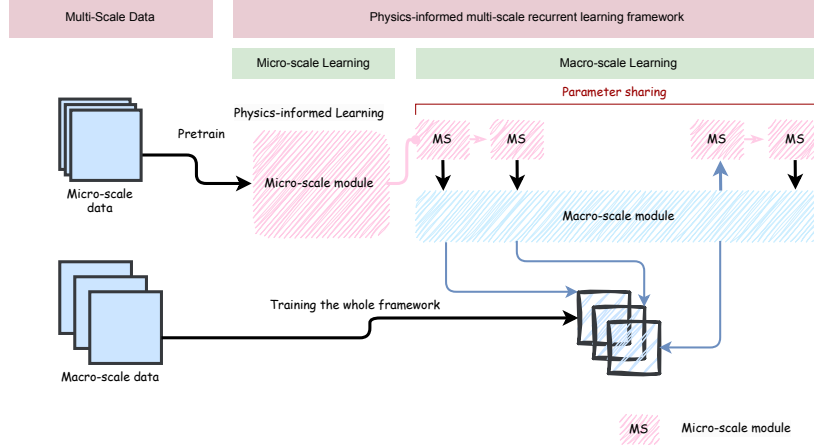 Multi-Scale Data
Physics-informed multi-scale recurrent learning framework
Micro-scale Learning
Macro-scale Learning
Parameter sharing
Physics-informed Learning
Pretrain
MS
MS
MS
MS
Micro-scale module
Micro-scale
data
Macro-scale module
Training the whole framework
Macro-scale data
MS
Micro-scale module